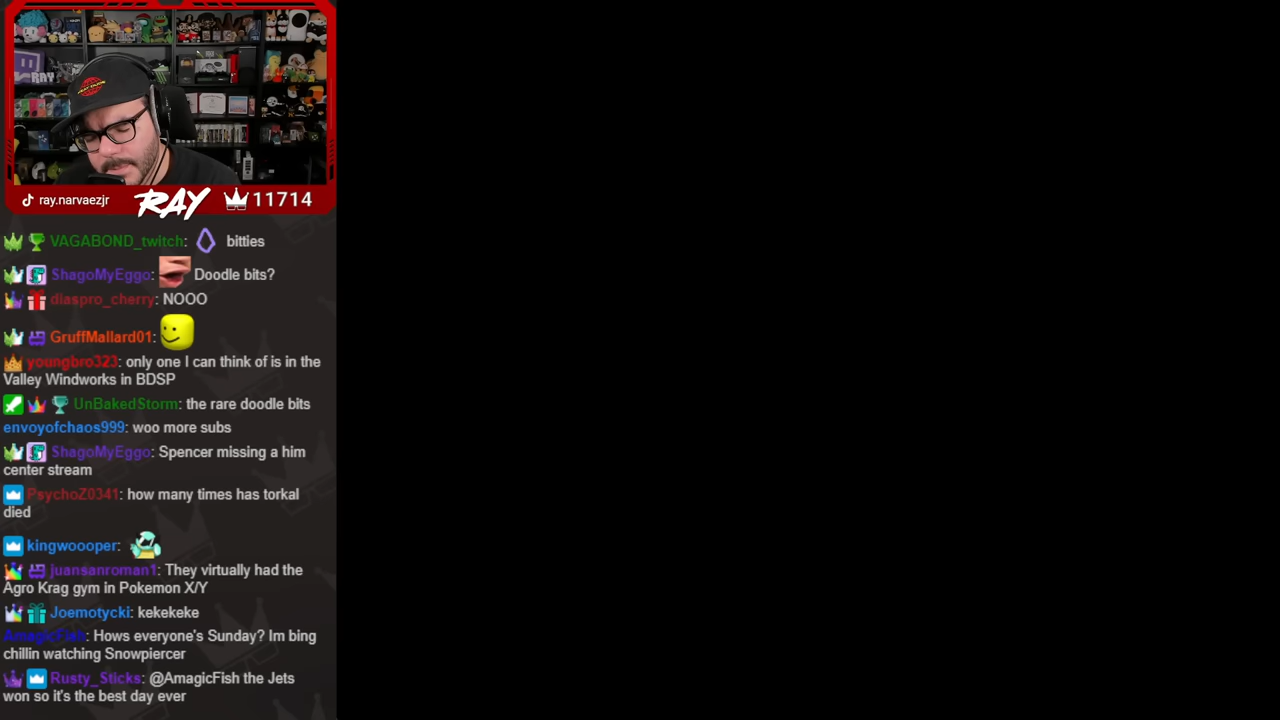 ray.narvaezjr RAY 11714
VAGABOND_twitch: bitties
ShagoMyEggo: Doodle bits?
diaspro_cherry: NOOO
GruffMallard01:
youngbro323: only one I can think of is in the
Valley Windworks in BDSP
UnBakedStorm: the rare doodle bits
envoyofchaos999: woo more subs
ShagoMyEggo: Spencer missing a him
center stream
PsychoZ0341: how many times has torkal
died
kingwoooper:
juansanroman1: They virtually had the
Agro Krag gym in Pokemon X/Y
Joemotycki: kekekeke
AmagicFish: Hows everyone's Sunday? Im bing
chillin watching Snowpiercer
Rusty_Sticks: @AmagicFish the Jets
won so it's the best day ever